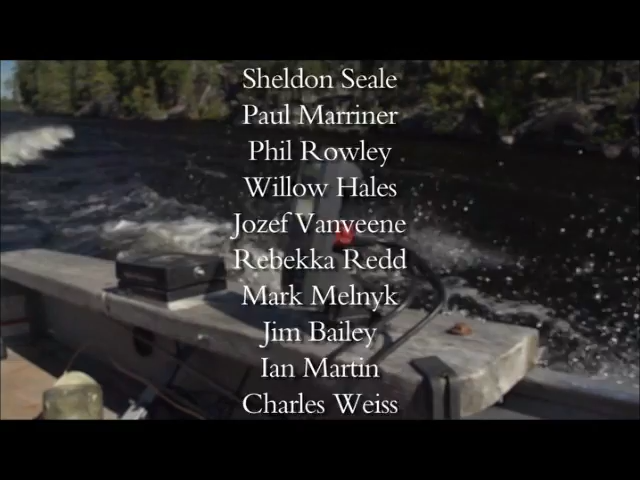 Sheldon Seale
Paul Marriner
Phil Rowley
Willow Hales
Jozef Vanveene
Rebekka Redd
Mark Melnyk
Jim Bailey
Ian Martin
Charles Weiss